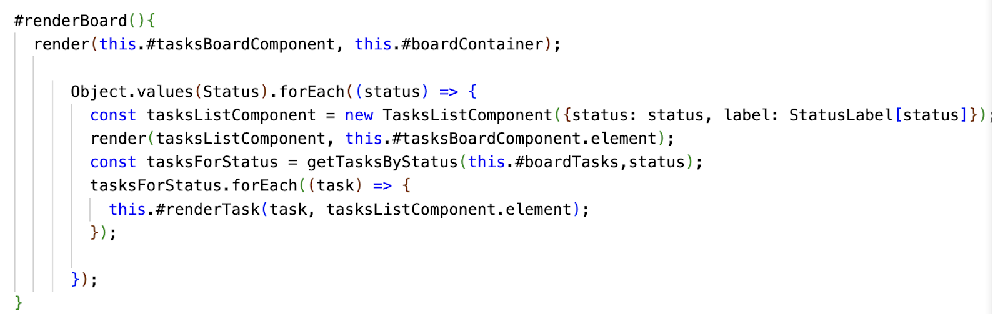 #renderBoard(){
render(this.#tasksBoardComponent, this.#boardContainer);
Object.values(Status).forEach((status) => {
const tasksListComponent = new TasksListComponent({status: status, label: StatusLabel[status]});
render(tasksListComponent, this.#tasksBoardComponent.element);
const tasksForStatus = getTasksByStatus(this.#boardTasks,status);
tasksForStatus.forEach((task) => {
this.#renderTask(task, tasksListComponent.element);
});
});
}